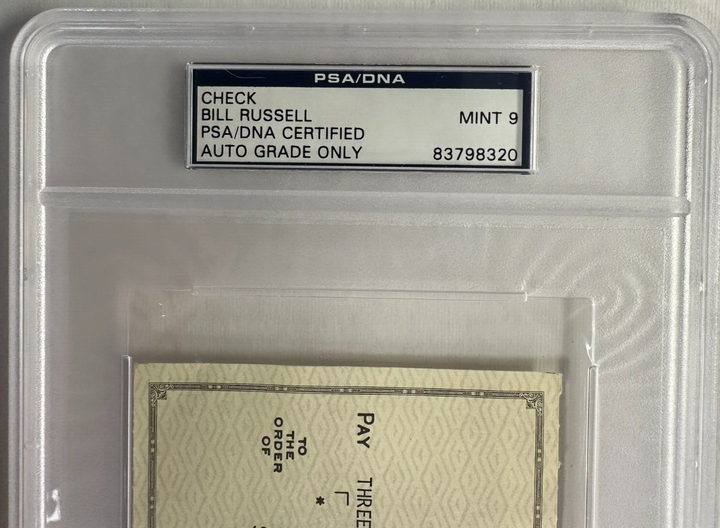 PSA/DNA
CHECK
BILL RUSSELL MINT 9
PSA/DNA CERTIFIED
AUTO GRADE ONLY 83798320
PAY THREE
*
TO
THE
ORDER
OF